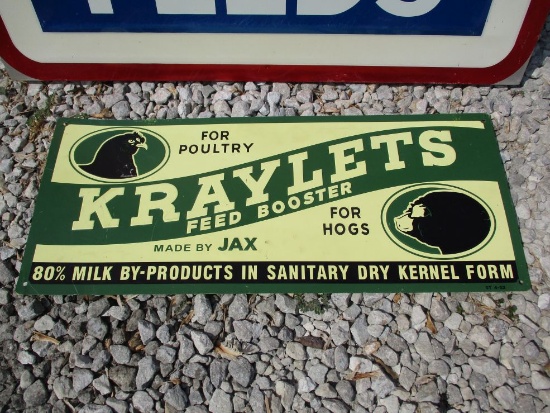 FEEDS
FOR
POULTRY
KRAYLETS
FEED BOOSTER
FOR
HOGS
MADE BY JAX
80% MILK BY-PRODUCTS IN SANITARY DRY KERNEL FORM